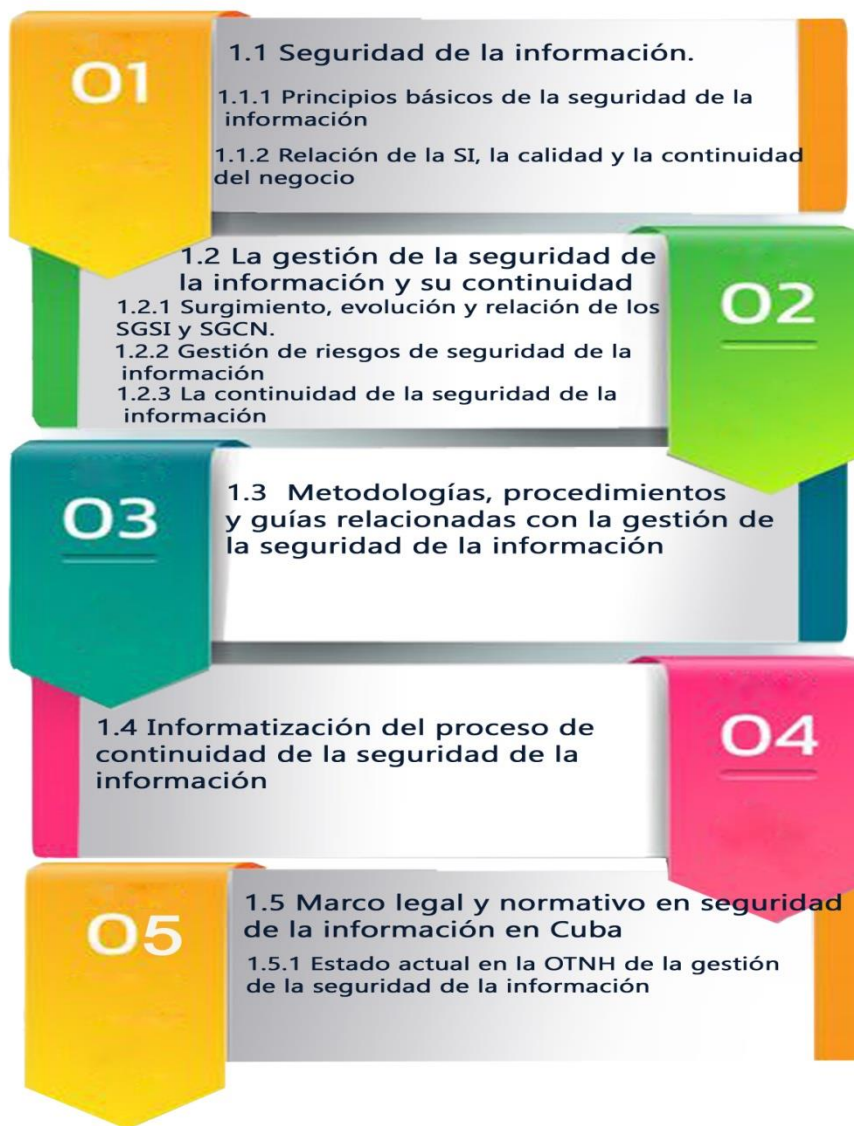 01
1.1 Seguridad de la información.
1.1.1 Principios básicos de la seguridad de la
información
1.1.2 Relación de la SI, la calidad y la continuidad
del negocio
1.2 La gestión de la seguridad de
la información y su continuidad
1.2.1 Surgimiento, evolución y relación de los
SGSI y SGCN.
1.2.2 Gestión de riesgos de seguridad de la
información
1.2.3 La continuidad de la seguridad de la
información
02
03
1.3 Metodologías, procedimientos
y guías relacionadas con la gestión de
la seguridad de la información
1.4 Informatización del proceso de
continuidad de la seguridad de la
información
04
05
1.5 Marco legal y normativo en seguridad
de la información en Cuba
1.5.1 Estado actual en la OTNH de la gestión
de la seguridad de la información